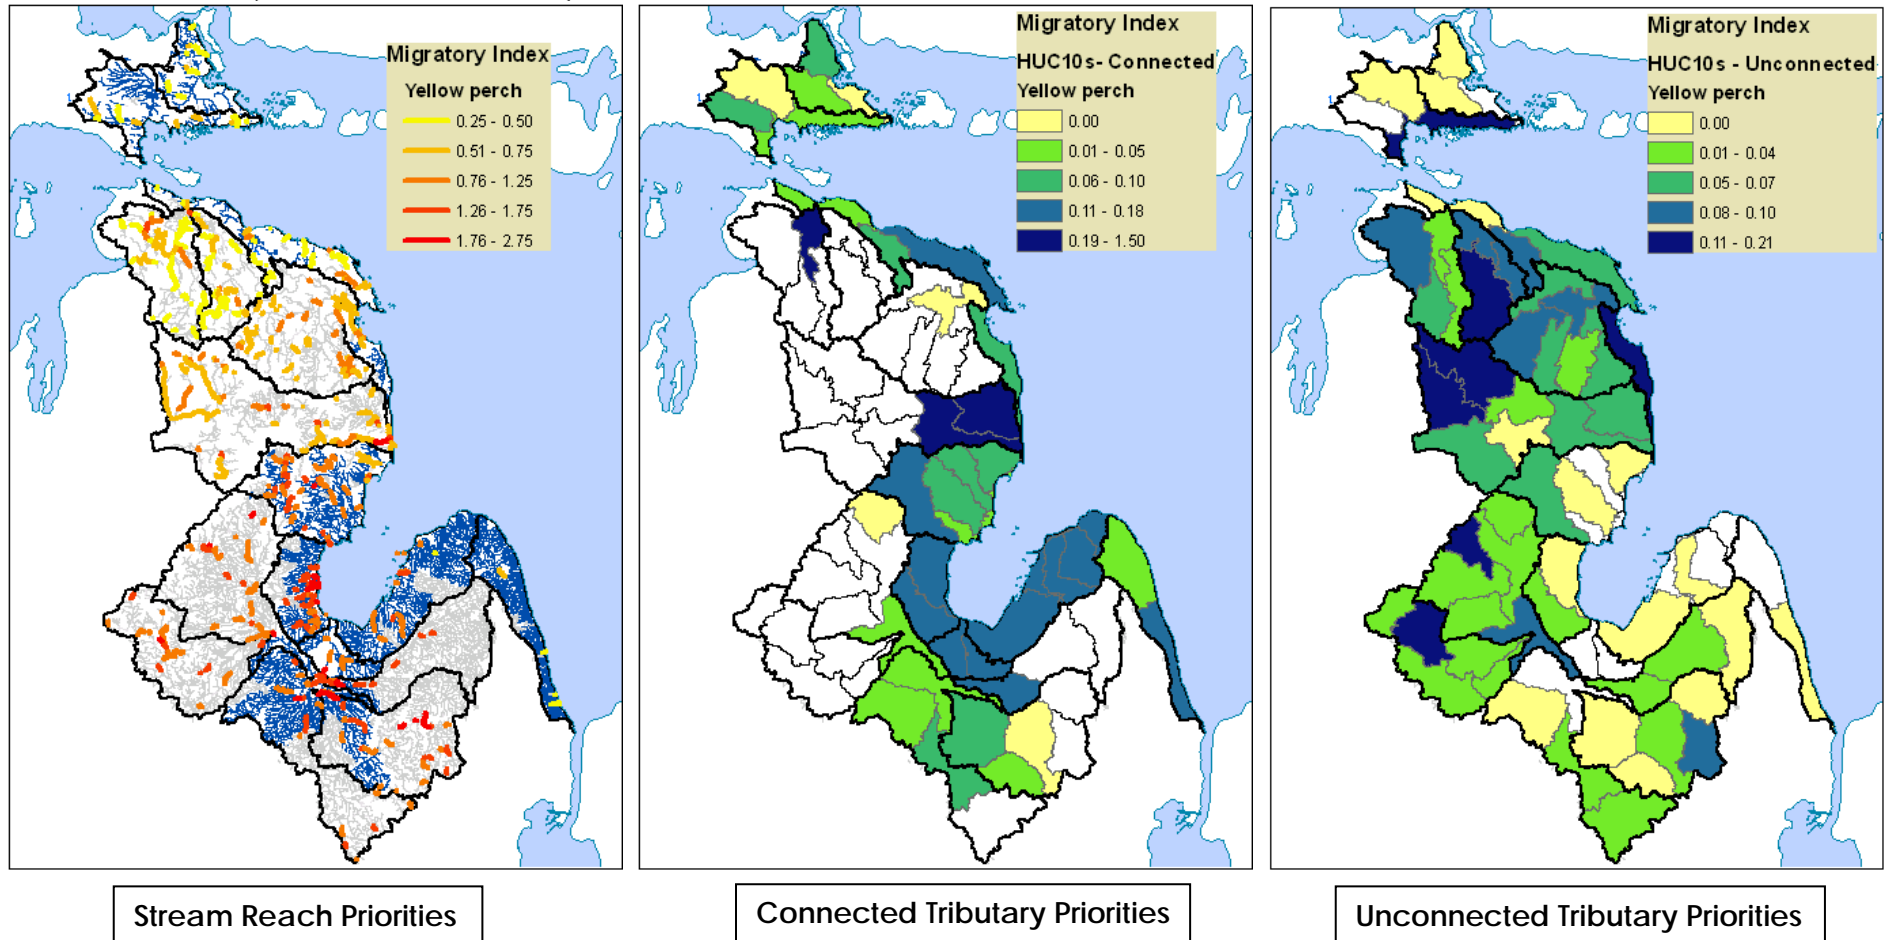 Migratory Index
Yellow perch
0.25 - 0.50
0.51 - 0.75
0.76 - 1.25
1.26 - 1.75
1.76 - 2.75
Migratory Index
HUC10s- Connected
Yellow perch
0.00
0.01 - 0.05
0.06 - 0.10
0.11 - 0.18
0.19 - 1.50
Migratory Index
HUC10s - Unconnected
Yellow perch
0.00
0.01 - 0.04
0.05 - 0.07
0.08 - 0.10
0.11 - 0.21
Stream Reach Priorities
Connected Tributary Priorities
Unconnected Tributary Priorities